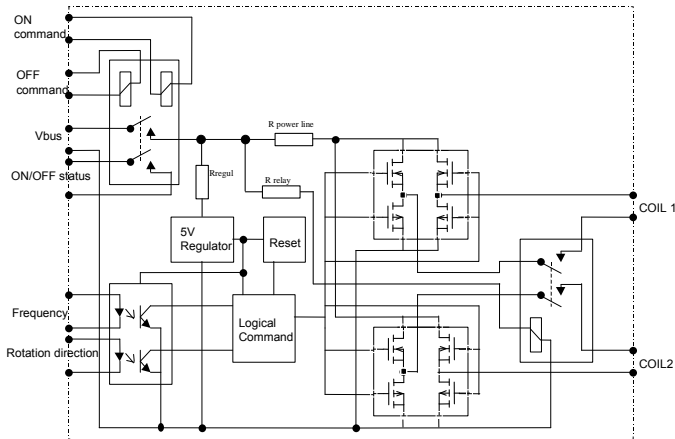 ON
command
OFF
command
Vbus
ON/OFF status
R power line
Rregul
R relay
COIL 1
5V
Regulator
Reset
Frequency
Logical
Command
Rotation direction
COIL2